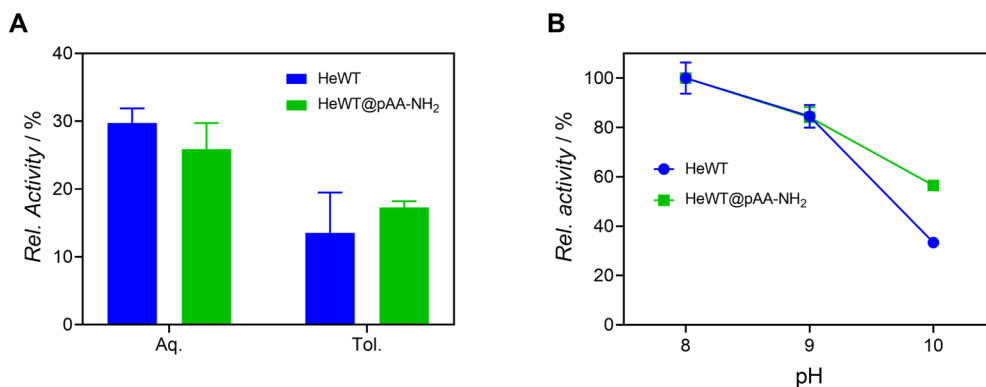 A
Rel. Activity / %
40
30
20
10
0
HeWT
HeWT@pAA-NH₂
Aq.
Tol.
B
Rel. activity / %
100
80
60
40
20
0
HeWT
HeWT@pAA-NH₂
8
9
10
pH